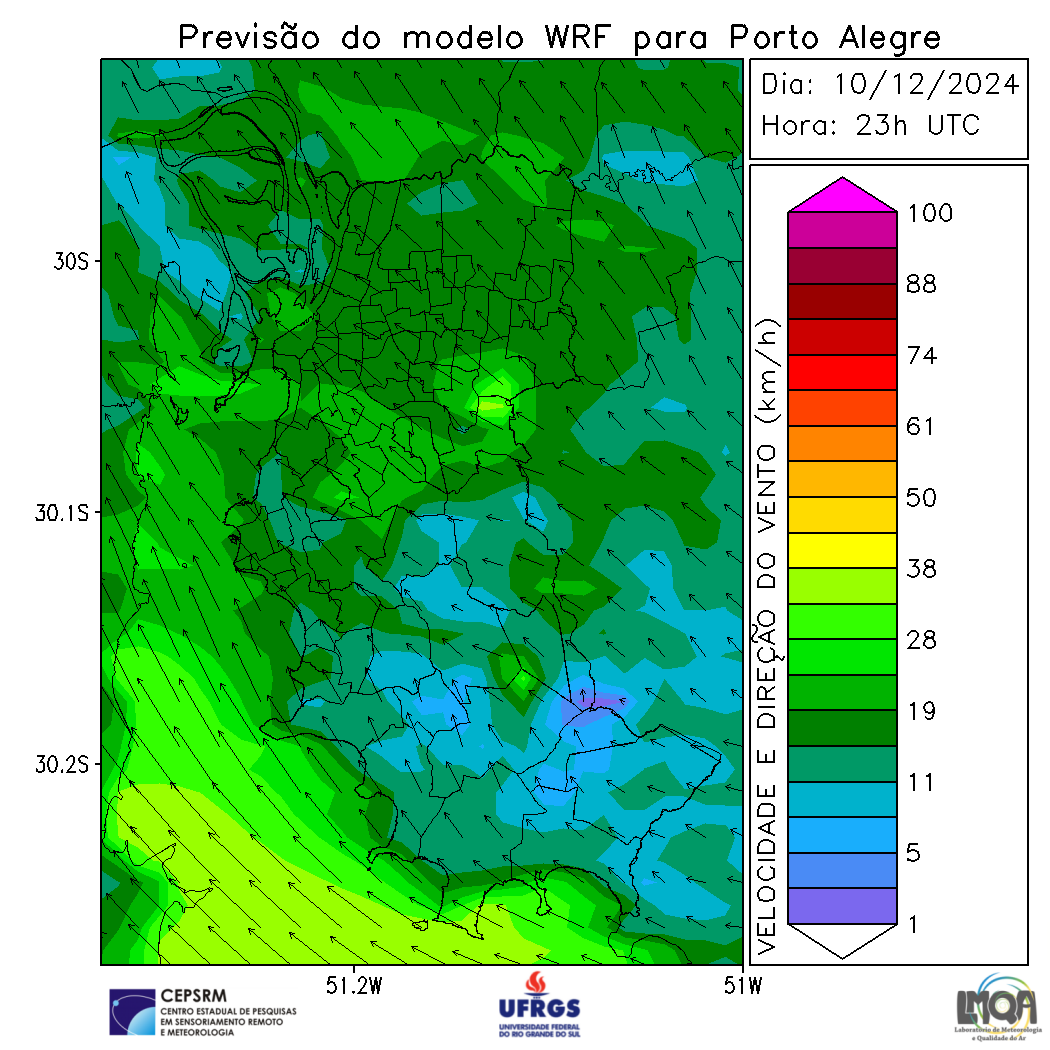 Previsão do modelo WRF para Porto Alegre
Dia: 10/12/2024
Hora: 23h UTC
30S
30.1S
30.2S
51.2W
51W
VELOCIDADE E DIREÇÃO DO VENTO (km/h)
100
88
74
61
50
38
28
19
11
5
1
CEPSRM
CENTRO ESTADUAL DE PESQUISAS
EM SENSORIAMENTO REMOTO
E METEOROLOGIA
UFRGS
UNIVERSIDADE FEDERAL
DO RIO GRANDE DO SUL
LMQA
Laboratório de Meteorologia
e Qualidade do Ar